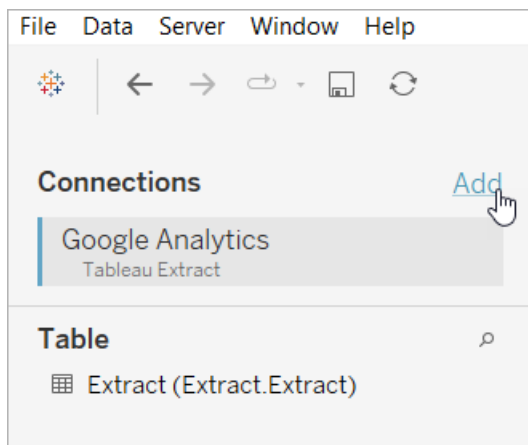 File Data Server Window Help
Connections Add
Google Analytics
Tableau Extract
Table
Extract (Extract.Extract)